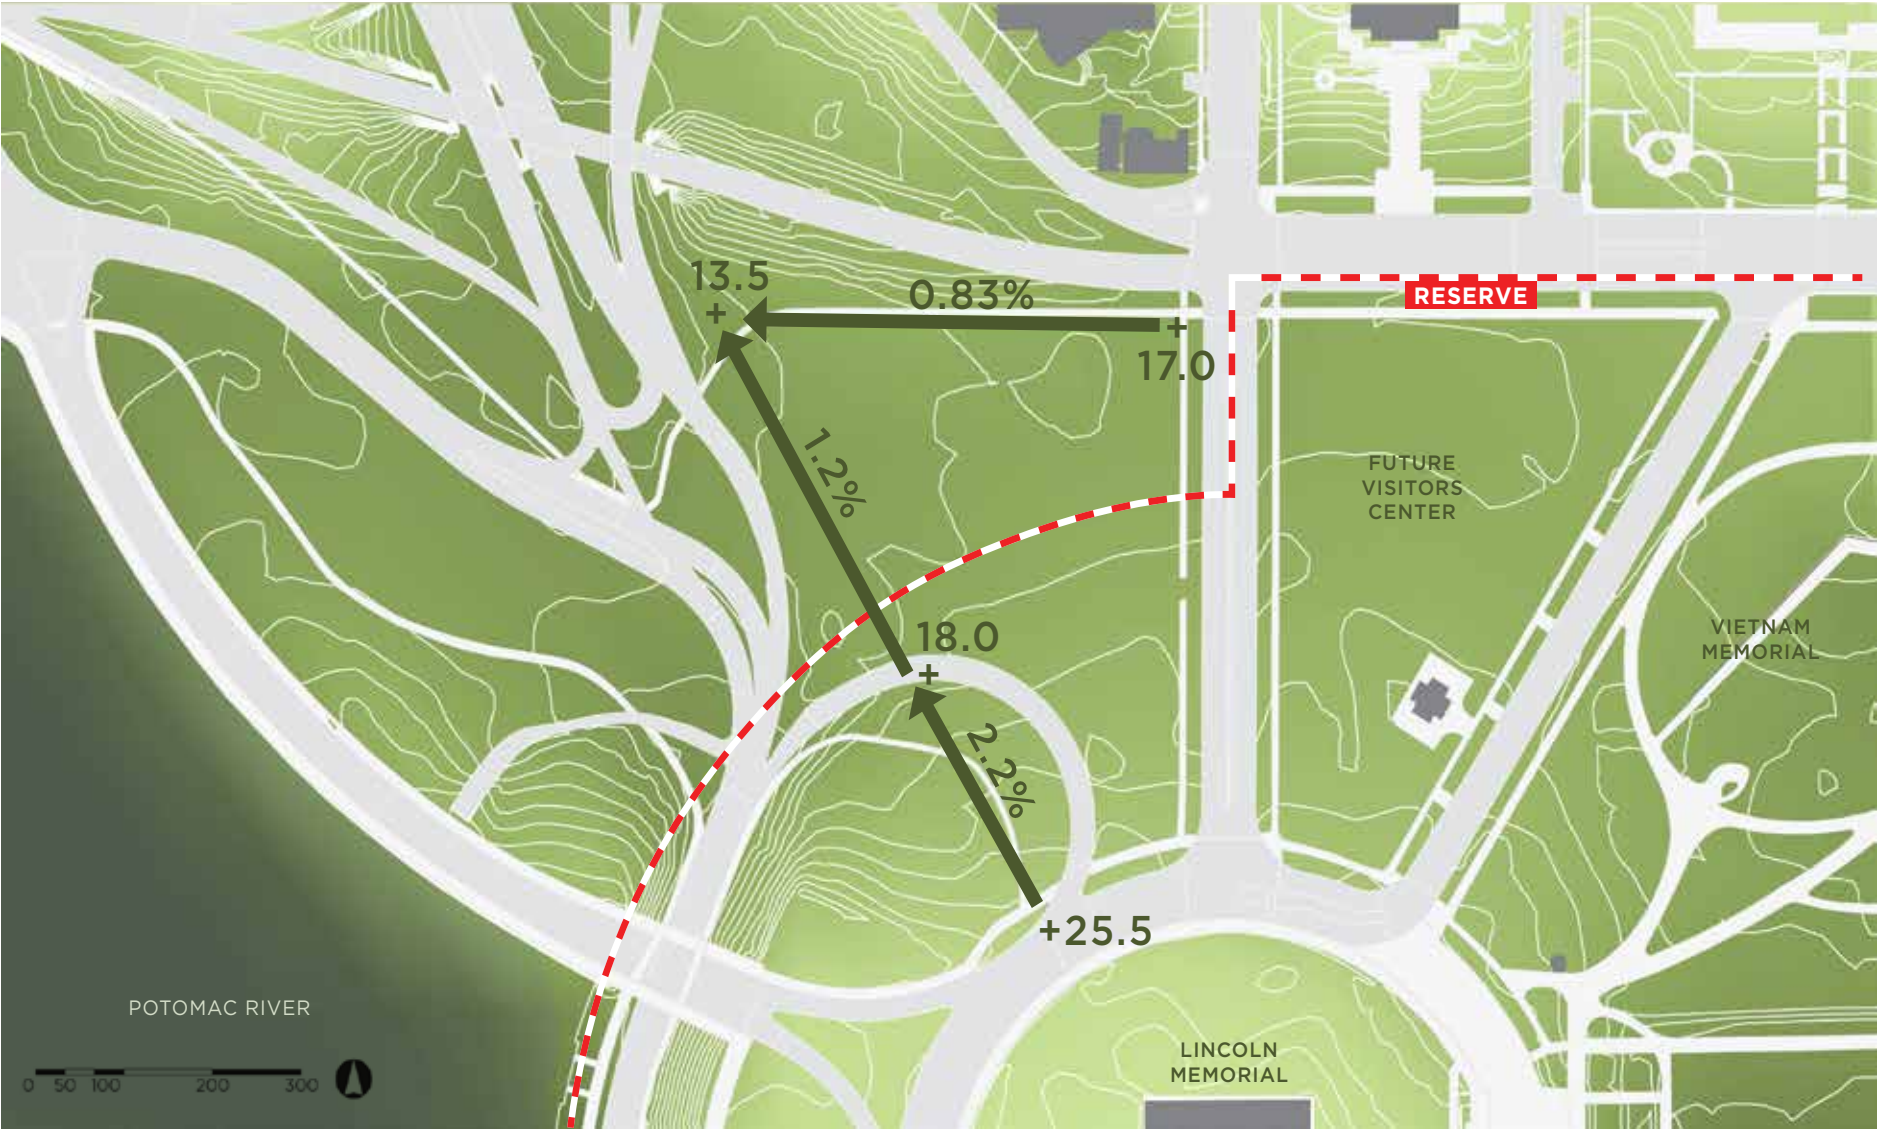 13.5
0.83%
RESERVE
17.0
1.2%
FUTURE
VISITORS
CENTER
18.0
VIETNAM
MEMORIAL
2.2%
+25.5
POTOMAC RIVER
LINCOLN
MEMORIAL
0 50 100 200 300